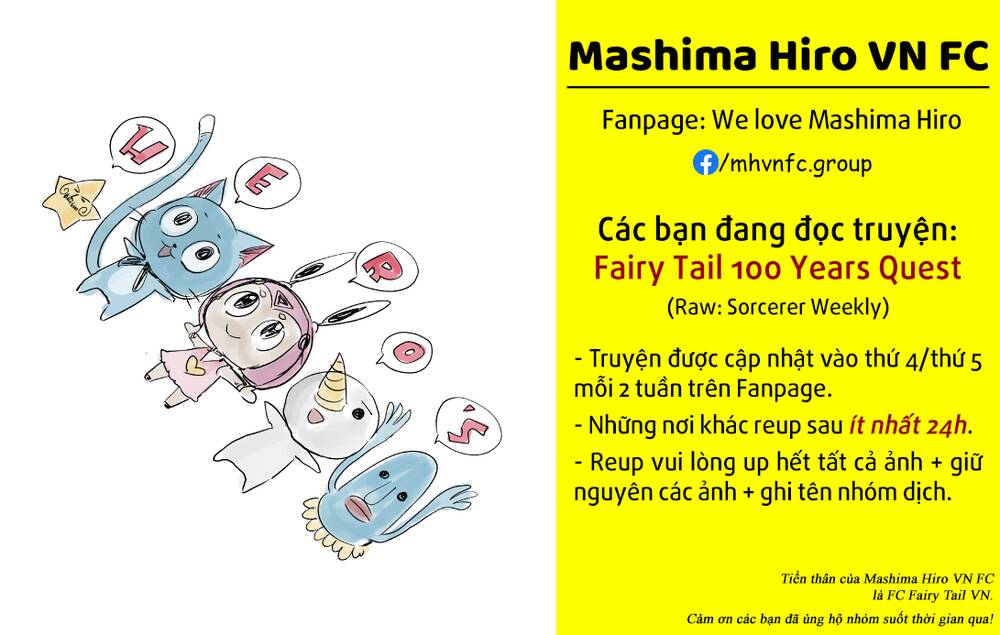 H
E
R
O
'S
Mashima Hiro VN FC
Fanpage: We love Mashima Hiro
/mhvnfc.group
Các bạn đang đọc truyện:
Fairy Tail 100 Years Quest
(Raw: Sorcerer Weekly)
- Truyện được cập nhật vào thứ 4/thứ 5
mỗi 2 tuần trên Fanpage.
- Những nơi khác reup sau ít nhất 24h.
- Reup vui lòng up hết tất cả ảnh + giữ
nguyên các ảnh + ghi tên nhóm dịch.
Tiền thân của Mashima Hiro VN FC
là FC Fairy Tail VN.
Cảm ơn các bạn đã ủng hộ nhóm suốt thời gian qua!